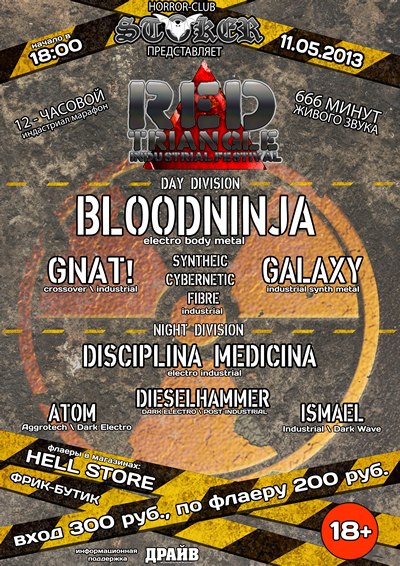 HORROR-CLUB
STOKER
ПРЕДСТАВЛЯЕТ
начало в
18:00
11.05.2013
12 - ЧАСОВОЙ
индастриал марафон
666 МИНУТ
ЖИВОГО ЗВУКА
RED
TRIANGLE
INDUSTRIAL FESTIVAL
DAY DIVISION
BLOODNINJA
electro body metal
GNAT!
crossover \ industrial
SYNTHEIC
CYBERNETIC
FIBRE
industrial
GALAXY
industrial synth metal
NIGHT DIVISION
DISCIPLINA MEDICINA
electro industrial
DIESELHAMMER
DARK ELECTRO \ POST INDUSTRIAL
ATOM
Aggrotech \ Dark Electro
ISMAEL
Industrial \ Dark Wave
флаеры в магазинах:
HELL STORE
ФРИК-БУТИК
вход 300 руб., по флаеру 200 руб.
18+
информационная
поддержка
ДРАЙВ